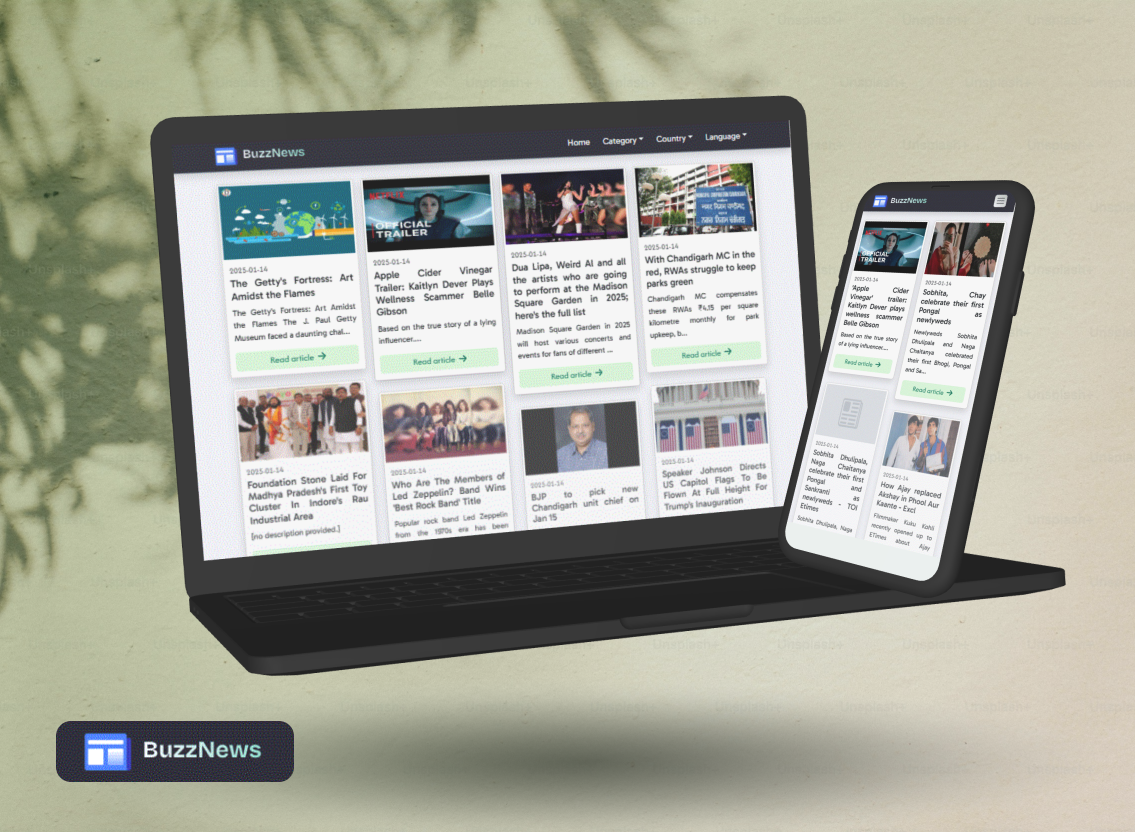 BuzzNews
Home Category Country Language
2025-01-14
The Getty's Fortress: Art
Amidst the Flames
The Getty's Fortress: Art Amidst
the Flames The J. Paul Getty
Museum faced a daunting chal...
Read article →
NETFLIX
OFFICIAL
TRAILER
2025-01-14
Apple Cider Vinegar
Trailer: Kaitlyn Dever Plays
Wellness Scammer Belle
Gibson
Based on the true story of a lying
influencer....
Read article →
2025-01-14
Dua Lipa, Weird Al and all
the artists who are going
to perform at the Madison
Square Garden in 2025;
here's the full list
Madison Square Garden in 2025
will host various concerts and
events for fans of different ...
Read article →
2025-01-14
With Chandigarh MC in the
red, RWAs struggle to keep
parks green
Chandigarh MC compensates
these RWAs ₹4.15 per square
kilometre monthly for park
upkeep, b...
Read article →
2025-01-14
Foundation Stone Laid For
Madhya Pradesh's First Toy
Cluster In Indore's Rau
Industrial Area
[no description provided.]
2025-01-14
Who Are The Members of
Led Zeppelin? Band Wins
'Best Rock Band' Title
Popular rock band Led Zeppelin
from the 1970s era has been
2025-01-14
BJP to pick new
Chandigarh unit chief on
Jan 15
2025-01-14
Speaker Johnson Directs
US Capitol Flags To Be
Flown At Full Height For
Trump's Inauguration
BuzzNews
NETFLIX
OFFICIAL
TRAILER
2025-01-14
'Apple Cider
Vinegar' trailer:
Kaitlyn Dever plays
wellness scammer
Belle Gibson
Based on the true story
of a lying influencer....
Read article →
2025-01-14
Sobhita, Chay
celebrate their first
Pongal as
newlyweds
Newlyweds Sobhita
Dhulipala and Naga
Chaitanya celebrated
their first Bhogi, Pongal
and Sa...
Read article →
2025-01-14
Sobhita Dhulipala,
Naga Chaitanya
celebrate their first
Pongal and
Sankranti as
newlyweds - TOI
Etimes
Sobhita Dhulipala, Naga
2025-01-14
How Ajay replaced
Akshay in Phool Aur
Kaante - Excl
Filmmaker Kuku Kohli
recently opened up to
ETimes about Ajay
BuzzNews